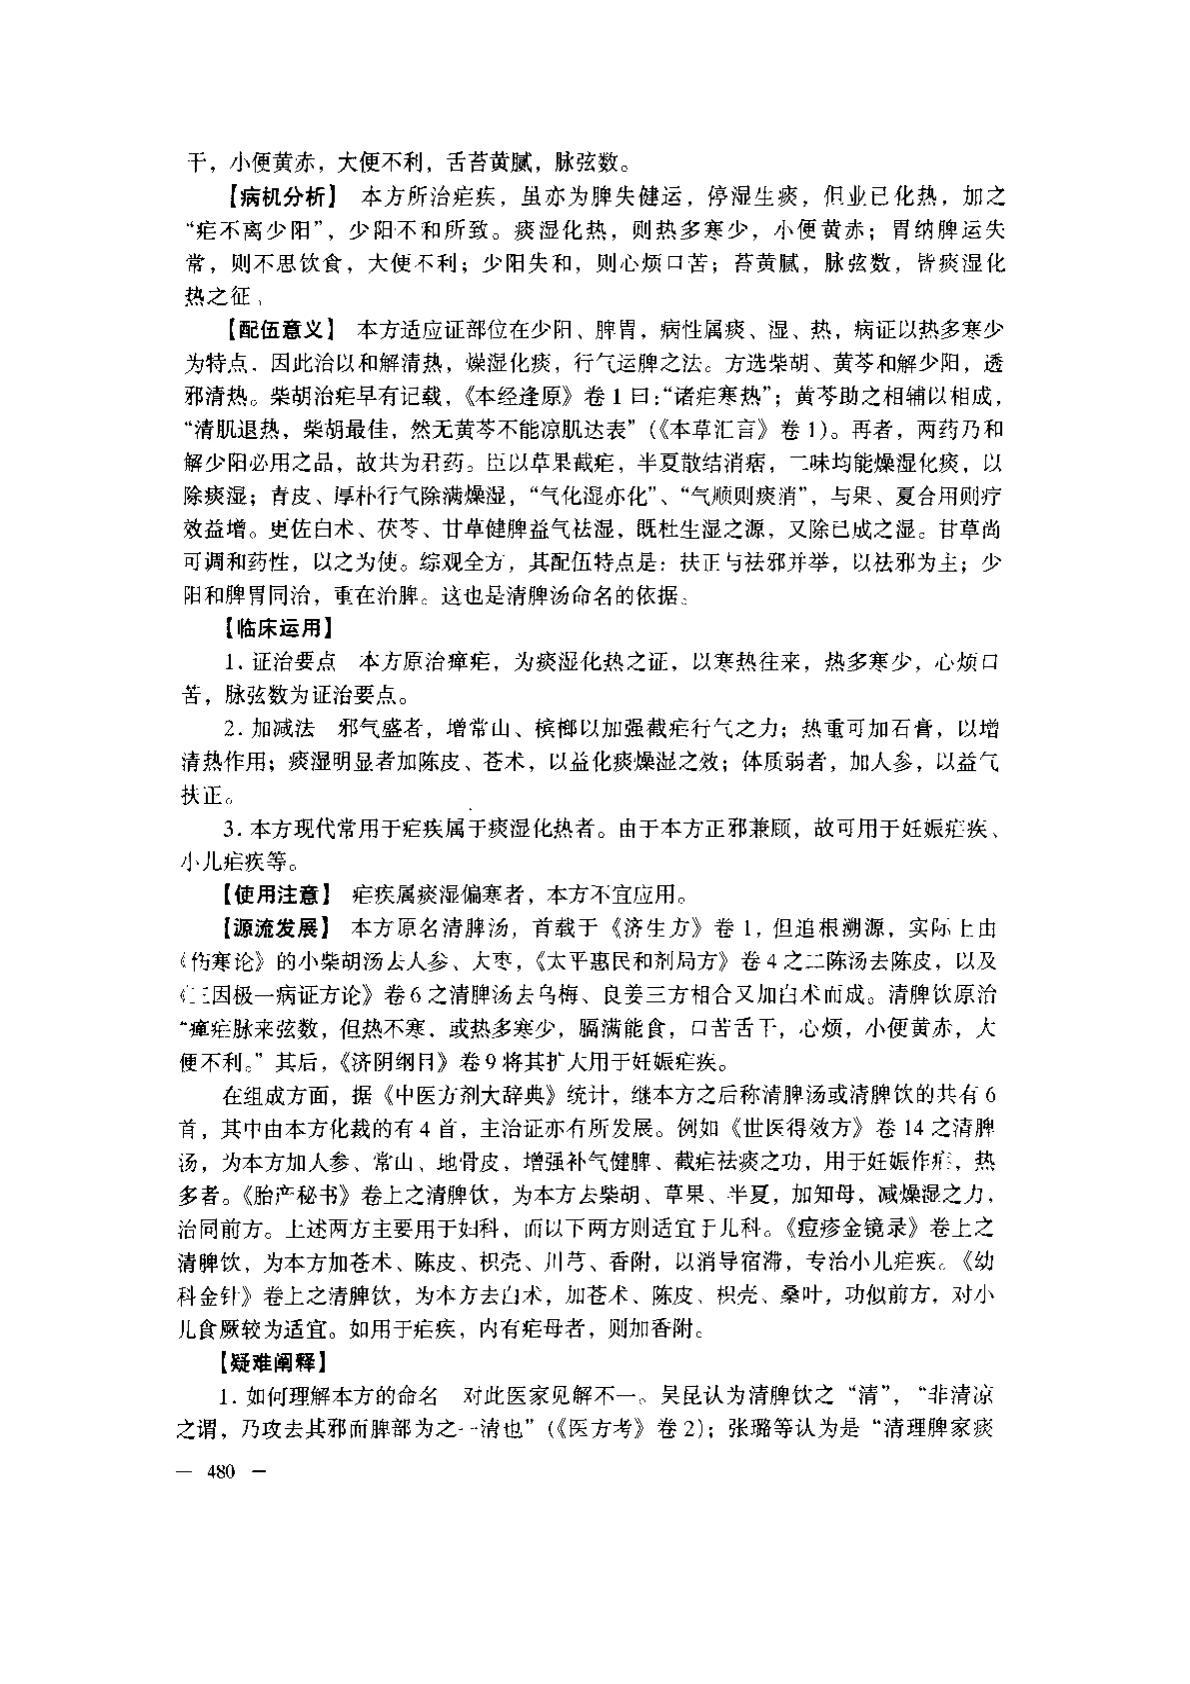 干，小便黄赤，大便不利，舌苔黄腻，脉弦数。
【病机分析】 本方所治疟疾，虽亦为脾失健运，停湿生痰，但业已化热，加之
“疟不离少阳”，少阳不和所致。痰湿化热，则热多寒少，小便黄赤；胃纳脾运失
常，则不思饮食，大便不利；少阳失和，则心烦口苦；苔黄腻，脉弦数，皆痰湿化
热之征。
【配伍意义】 本方适应证部位在少阳、脾胃，病性属痰、湿、热，病证以热多寒少
为特点．因此治以和解清热，燥湿化痰，行气运脾之法。方选柴胡、黄芩和解少阳，透
邪清热。柴胡治疟早有记载，《本经逢原》卷1曰：“诸疟寒热”；黄芩助之相辅以相成，
“清肌退热，柴胡最佳，然无黄芩不能凉肌达表”（《本草汇言》卷1）。再者，两药乃和
解少阳必用之品，故共为君药。臣以草果截疟，半夏散结消痞，二味均能燥湿化痰，以
除痰湿；青皮、厚朴行气除满燥湿，“气化湿亦化”、“气顺则痰消”，与果、夏合用则疗
效益增。更佐白术、茯苓、甘草健脾益气祛湿，既杜生湿之源，又除已成之湿。甘草尚
可调和药性，以之为使。综观全方，其配伍特点是：扶正与祛邪并举，以祛邪为主；少
阳和脾胃同治，重在治脾。这也是清脾汤命名的依据。
【临床运用】
1. 证治要点 本方原治瘴疟，为痰湿化热之证，以寒热往来，热多寒少，心烦口
苦，脉弦数为证治要点。
2. 加减法 邪气盛者，增常山、槟榔以加强截疟行气之力；热重可加石膏，以增
清热作用；痰湿明显者加陈皮、苍术，以益化痰燥湿之效；体质弱者，加人参，以益气
扶正。
3. 本方现代常用于疟疾属于痰湿化热者。由于本方正邪兼顾，故可用于妊娠疟疾、
小儿疟疾等。
【使用注意】 疟疾属痰湿偏寒者，本方不宜应用。
【源流发展】 本方原名清脾汤，首载于《济生方》卷1，但追根溯源，实际上由
《伤寒论》的小柴胡汤去人参、大枣，《太平惠民和剂局方》卷4之二陈汤去陈皮，以及
《三因极一病证方论》卷6之清脾汤去乌梅、良姜三方相合又加白术而成。清脾饮原治
“瘴疟脉来弦数，但热不寒．或热多寒少，膈满能食，口苦舌干，心烦，小便黄赤，大
便不利。”其后，《济阴纲目》卷9将其扩大用于妊娠疟疾。
在组成方面，据《中医方剂大辞典》统计，继本方之后称清脾汤或清脾饮的共有6
首，其中由本方化裁的有4首，主治证亦有所发展。例如《世医得效方》卷14之清脾
汤，为本方加人参、常山、地骨皮，增强补气健脾、截疟祛痰之功，用于妊娠作疟，热
多者。《胎产秘书》卷上之清脾饮，为本方去柴胡、草果、半夏，加知母，减燥湿之力，
治同前方。上述两方主要用于妇科，而以下两方则适宜于儿科。《痘疹金镜录》卷上之
清脾饮，为本方加苍术、陈皮、枳壳、川芎、香附，以消导宿滞，专治小儿疟疾。《幼
科金针》卷上之清脾饮，为本方去白术，加苍术、陈皮、枳壳、桑叶，功似前方，对小
儿食厥较为适宜。如用于疟疾，内有疟母者，则加香附。
【疑难阐释】
1. 如何理解本方的命名 对此医家见解不一。吴昆认为清脾饮之“清”，“非清凉
之谓，乃攻去其邪而脾部为之一清也”（《医方考》卷2）；张璐等认为是“清理脾家痰
— 480 —